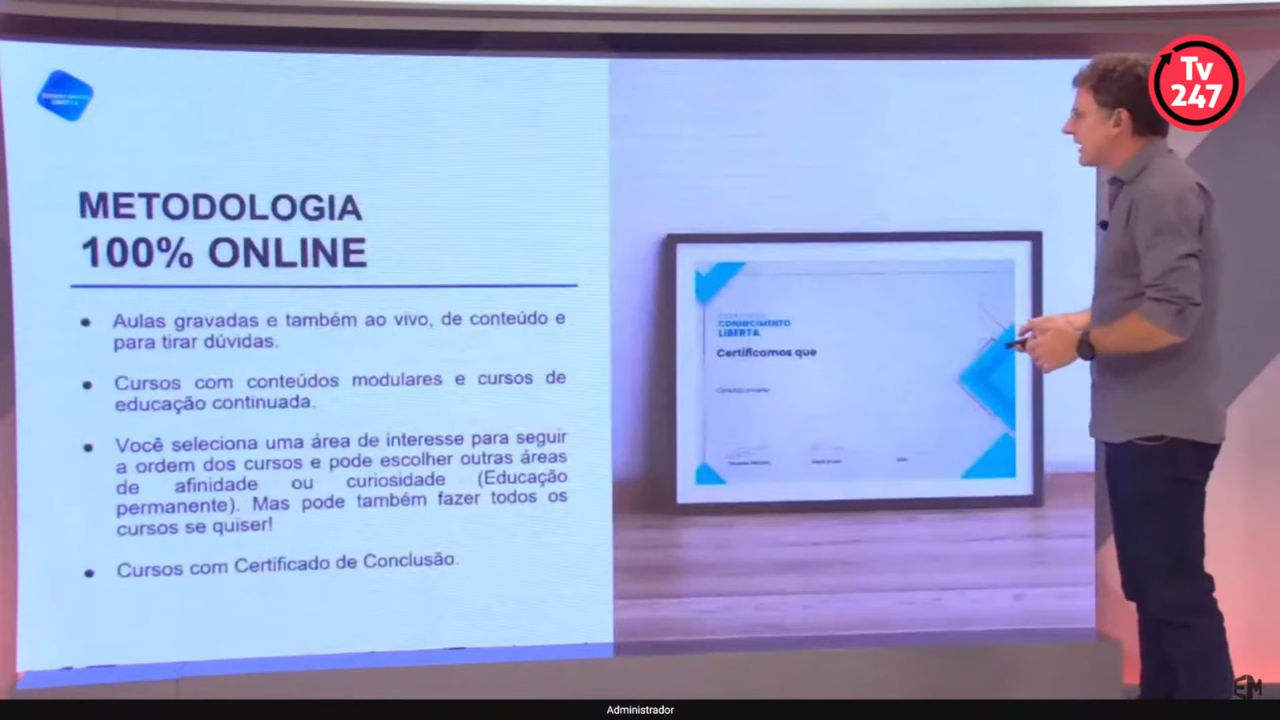 Tv
247
CONHECIMENTO
LIBERTA
METODOLOGIA
100% ONLINE
• Aulas gravadas e também ao vivo, de conteúdo e
para tirar dúvidas.
• Cursos com conteúdos modulares e cursos de
educação continuada.
• Você seleciona uma área de interesse para seguir
a ordem dos cursos e pode escolher outras áreas
de afinidade ou curiosidade (Educação
permanente). Mas pode também fazer todos os
cursos se quiser!
• Cursos com Certificado de Conclusão.
CONHECIMENTO
LIBERTA
Certificamos que
EM
Administrador